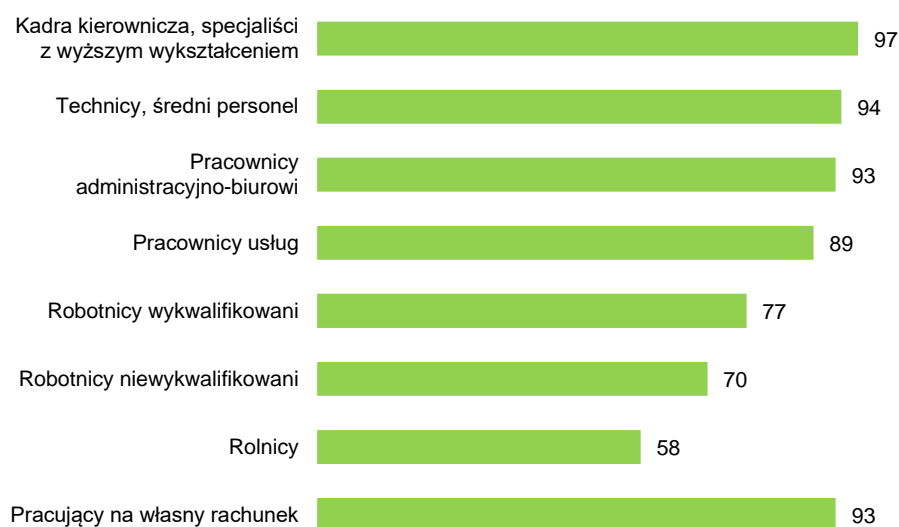 Kadra kierownicza, specjaliści
z wyższym wykształceniem
97
Technicy, średni personel
94
Pracownicy
administracyjno-biurowi
93
Pracownicy usług
89
Robotnicy wykwalifikowani
77
Robotnicy niewykwalifikowani
70
Rolnicy
58
Pracujący na własny rachunek
93